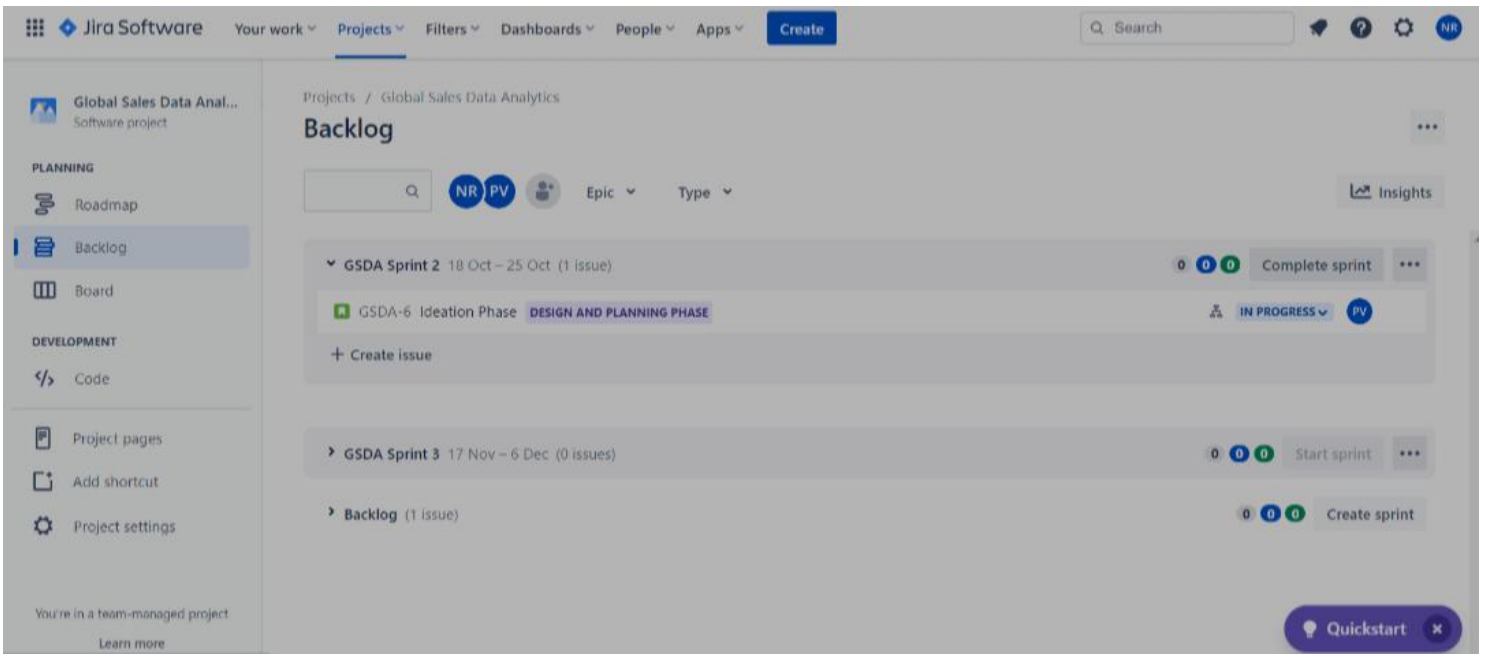 Jira Software Your work Projects Filters Dashboards People Apps Create Search NR
Global Sales Data Anal...
Software project
PLANNING
Roadmap
Backlog
Board
DEVELOPMENT
Code
Project pages
Add shortcut
Project settings
You're in a team-managed project
Learn more
Projects / Global Sales Data Analytics
Backlog
NR PV Epic Type Insights
GSDA Sprint 2 18 Oct – 25 Oct (1 issue) 0 0 0 Complete sprint
GSDA-6 Ideation Phase DESIGN AND PLANNING PHASE IN PROGRESS PV
+ Create issue
GSDA Sprint 3 17 Nov – 6 Dec (0 issues) 0 0 0 Start sprint
Backlog (1 issue) 0 0 0 Create sprint
Quickstart